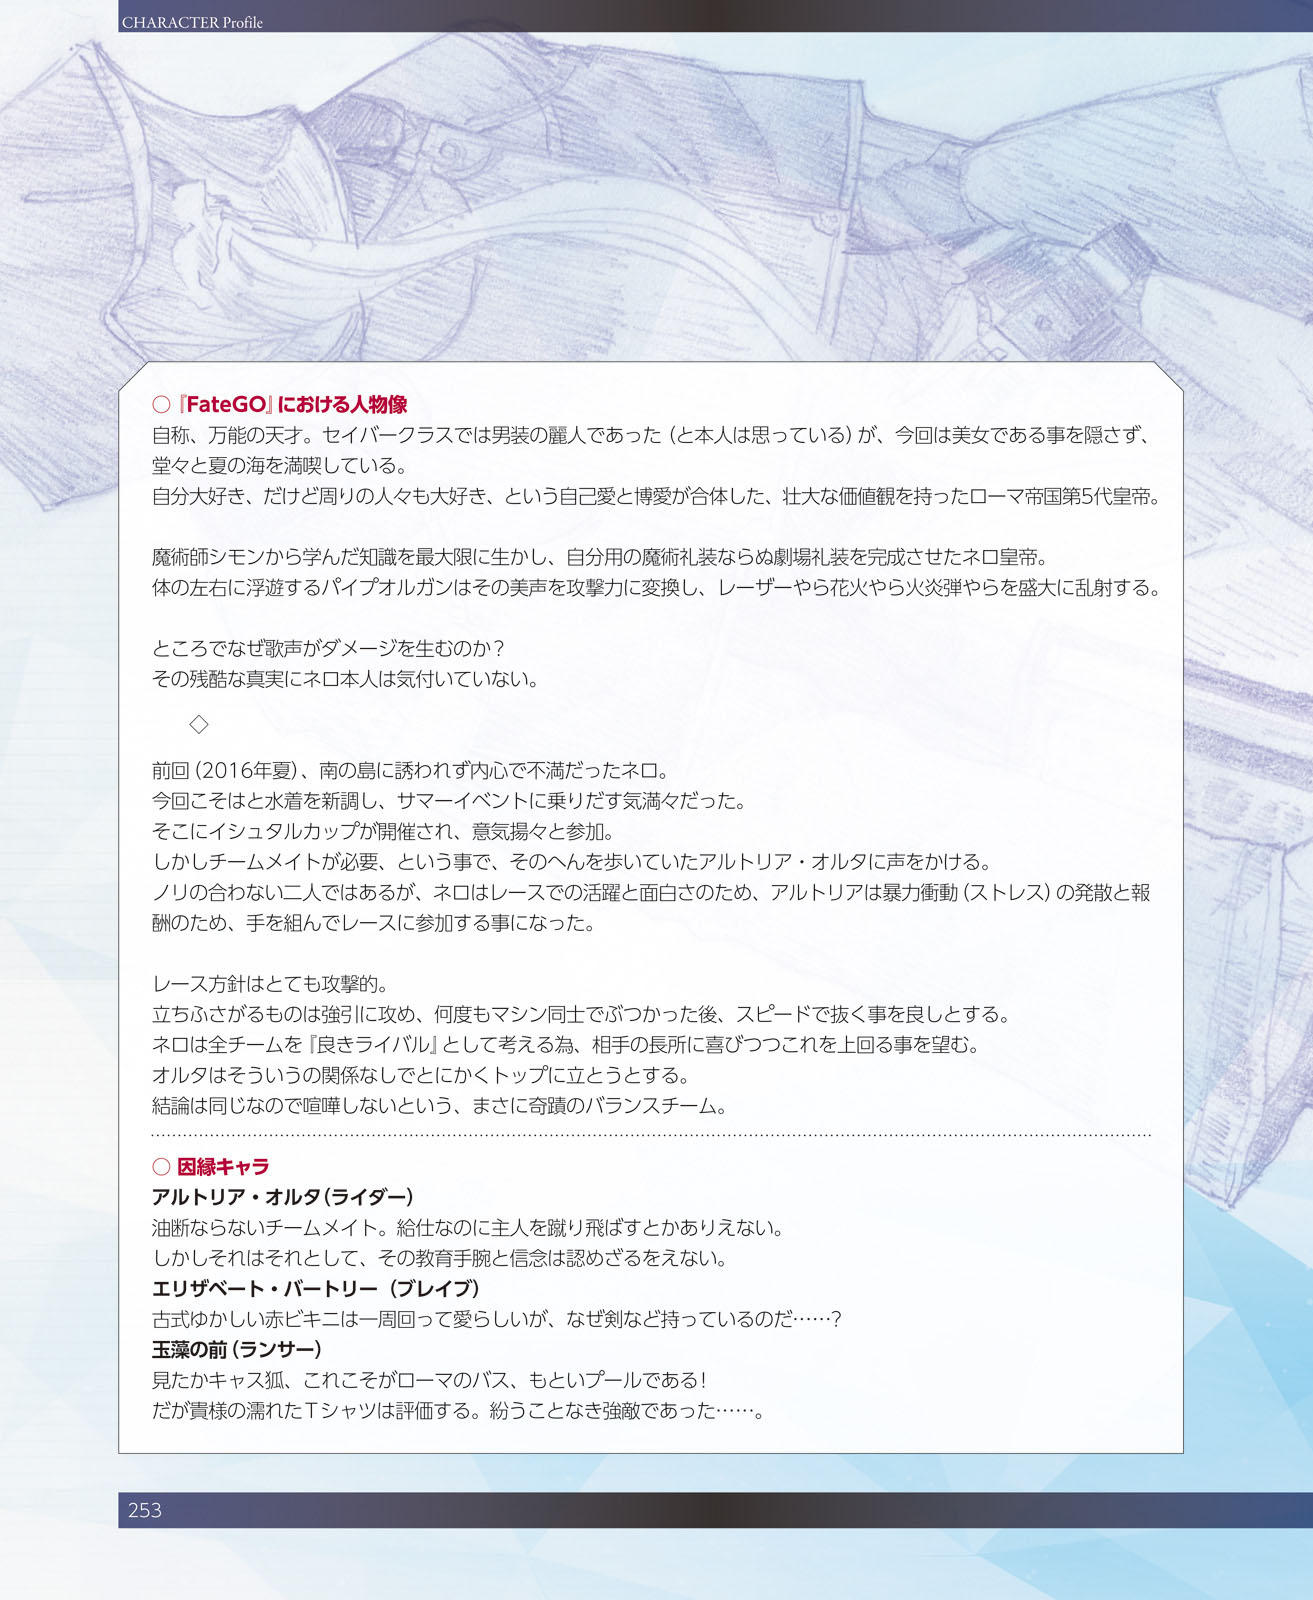 CHARACTER Profile
○『FateGO』における人物像
自称、万能の天才。セイバークラスでは男装の麗人であった（と本人は思っている）が、今回は美女である事を隠さず、
堂々と夏の海を満喫している。
自分大好き、だけど周りの人々も大好き、という自己愛と博愛が合体した、壮大な価値観を持ったローマ帝国第5代皇帝。
魔術師シモンから学んだ知識を最大限に生かし、自分用の魔術礼装ならぬ劇場礼装を完成させたネロ皇帝。
体の左右に浮遊するパイプオルガンはその美声を攻撃力に変換し、レーザーやら花火やら火炎弾やらを盛大に乱射する。
ところでなぜ歌声がダメージを生むのか？
その残酷な真実にネロ本人は気付いていない。
◇
前回（2016年夏）、南の島に誘われず内心で不満だったネロ。
今回こそはと水着を新調し、サマーイベントに乗りだす気満々だった。
そこにイシュタルカップが開催され、意気揚々と参加。
しかしチームメイトが必要、という事で、そのへんを歩いていたアルトリア・オルタに声をかける。
ノリの合わない二人ではあるが、ネロはレースでの活躍と面白さのため、アルトリアは暴力衝動（ストレス）の発散と報
酬のため、手を組んでレースに参加する事になった。
レース方針はとても攻撃的。
立ちふさがるものは強引に攻め、何度もマシン同士でぶつかった後、スピードで抜く事を良しとする。
ネロは全チームを『良きライバル』として考える為、相手の長所に喜びつつこれを上回る事を望む。
オルタはそういうの関係なしでとにかくトップに立とうとする。
結論は同じなので喧嘩しないという、まさに奇蹟のバランスチーム。
○ 因縁キャラ
アルトリア・オルタ（ライダー）
油断ならないチームメイト。給仕なのに主人を蹴り飛ばすとかありえない。
しかしそれはそれとして、その教育手腕と信念は認めざるをえない。
エリザベート・バートリー（ブレイブ）
古式ゆかしい赤ビキニは一周回って愛らしいが、なぜ剣など持っているのだ……？
玉藻の前（ランサー）
見たかキャス狐、これこそがローマのバス、もといプールである！
だが貴様の濡れたＴシャツは評価する。紛うことなき強敵であった……。
253